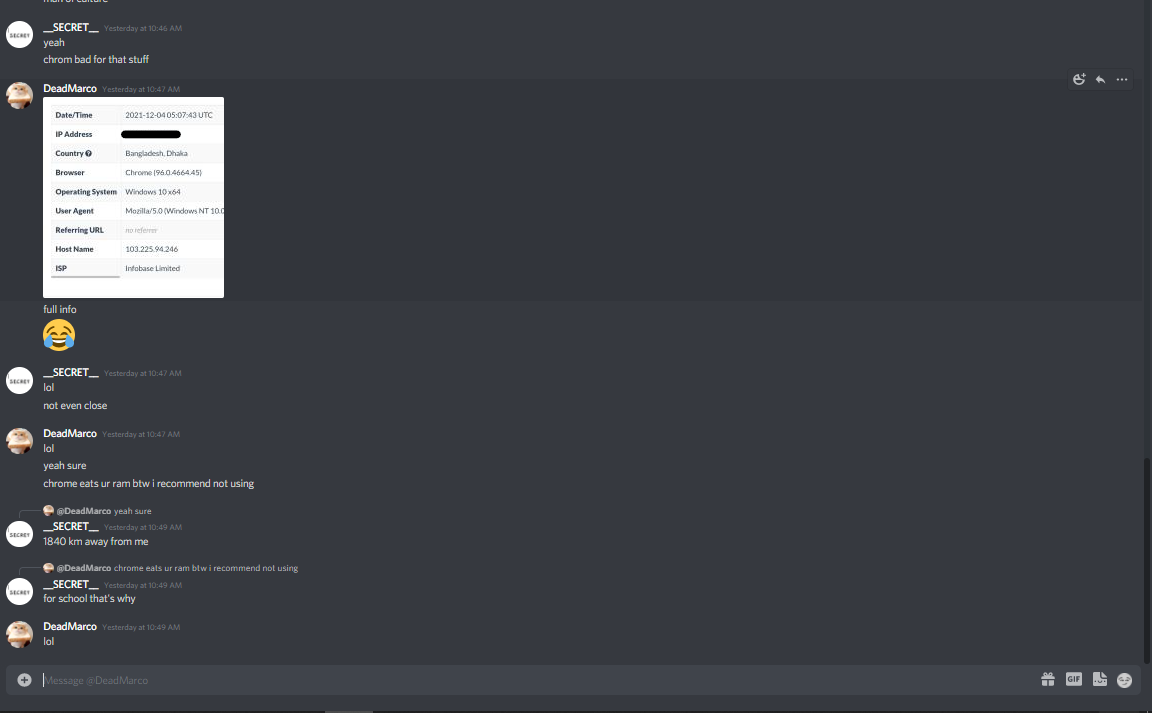 man of culture
__SECRET__ Yesterday at 10:46 AM
yeah
chrom bad for that stuff
DeadMarco Yesterday at 10:47 AM
Date/Time 2021-12-04 05:07:43 UTC
IP Address
Country Bangladesh, Dhaka
Browser Chrome (96.0.4664.45)
Operating System Windows 10 x64
User Agent Mozilla/5.0 (Windows NT 10.0
Referring URL no referrer
Host Name 103.225.94.246
ISP Infobase Limited
full info
SECRET
__SECRET__ Yesterday at 10:47 AM
lol
not even close
DeadMarco Yesterday at 10:47 AM
lol
yeah sure
chrome eats ur ram btw i recommend not using
@DeadMarco yeah sure
SECRET
__SECRET__ Yesterday at 10:49 AM
1840 km away from me
@DeadMarco chrome eats ur ram btw i recommend not using
SECRET
__SECRET__ Yesterday at 10:49 AM
for school that's why
DeadMarco Yesterday at 10:49 AM
lol
Message @DeadMarco
GIF